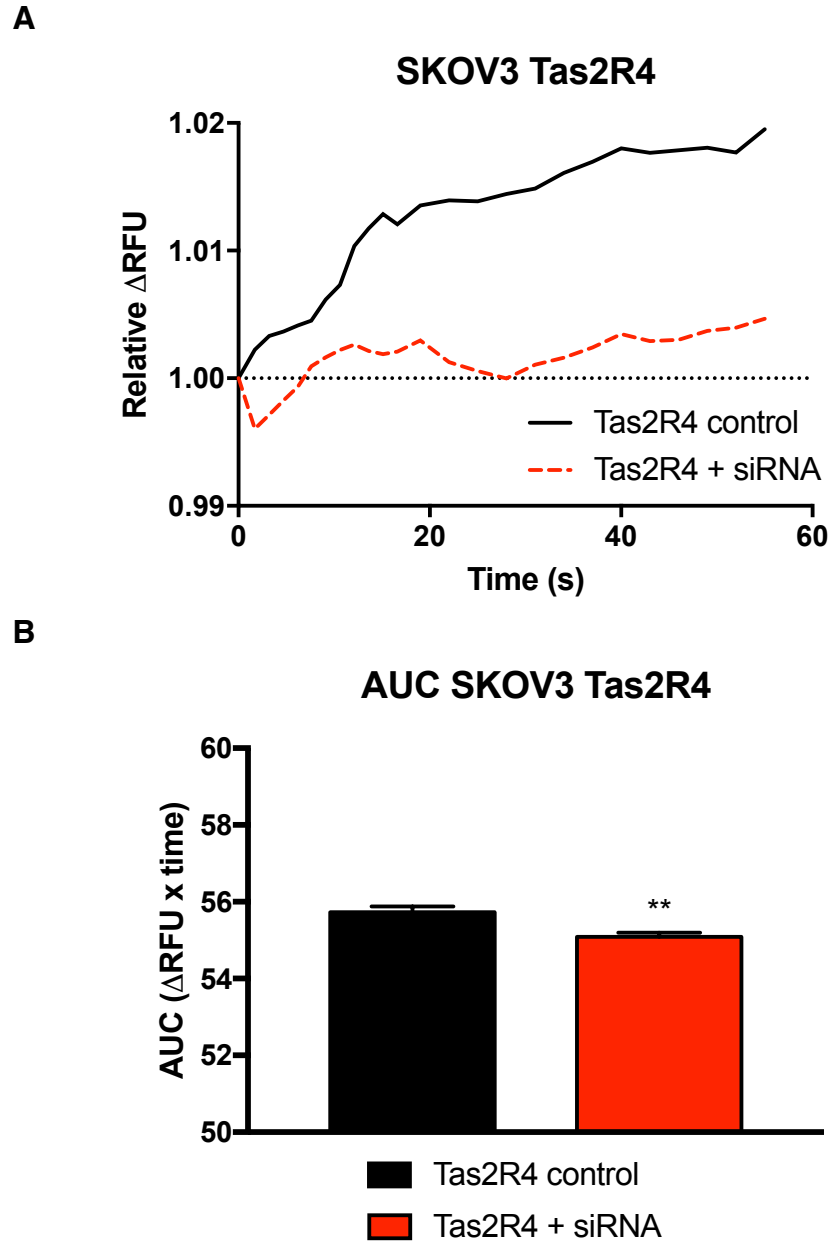 A
SKOV3 Tas2R4
1.02
1.01
1.00
0.99
Relative ΔRFU
Tas2R4 control
Tas2R4 + siRNA
0
20
40
60
Time (s)
B
AUC SKOV3 Tas2R4
60
58
56
54
52
50
AUC (ΔRFU x time)
**
Tas2R4 control
Tas2R4 + siRNA